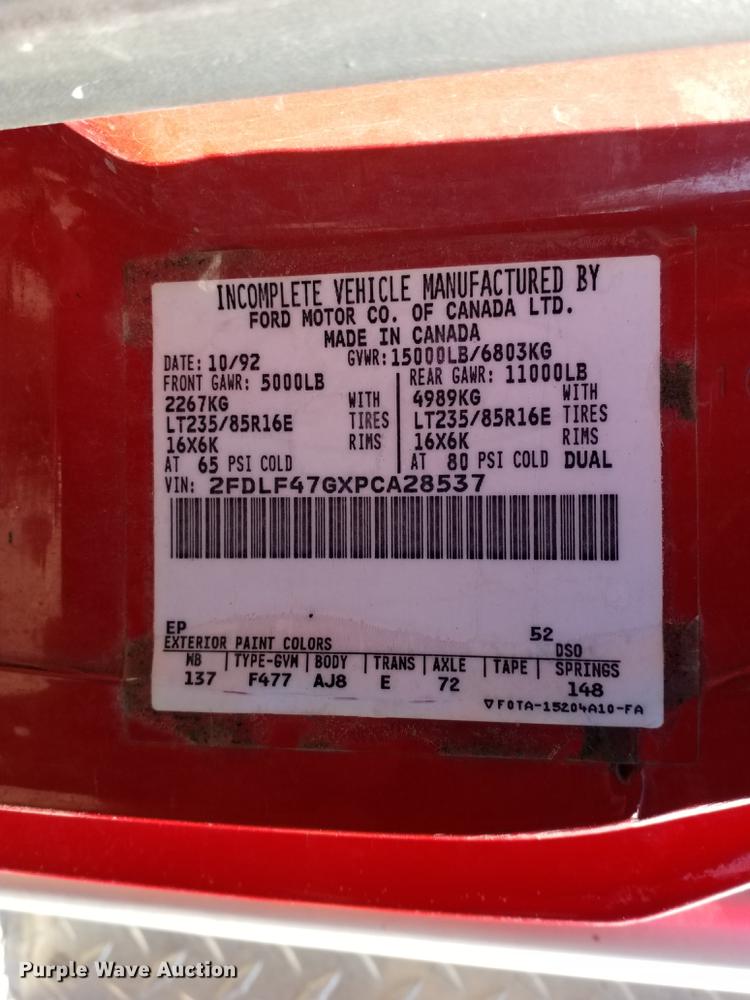 INCOMPLETE VEHICLE MANUFACTURED BY
FORD MOTOR CO. OF CANADA LTD.
MADE IN CANADA
DATE: 10/92 GVWR: 15000LB/6803KG
FRONT GAWR: 5000LB REAR GAWR: 11000LB
2267KG WITH 4989KG WITH
LT235/85R16E TIRES LT235/85R16E TIRES
16X6K RIMS 16X6K RIMS
AT 65 PSI COLD AT 80 PSI COLD DUAL
VIN: 2FDLF47GXPCA28537
EP 52
EXTERIOR PAINT COLORS DSO
WB TYPE-GVW BODY TRANS AXLE TAPE SPRINGS
137 F477 AJ8 E 72 148
▽F0TA-15204A10-FA
Purple Wave Auction